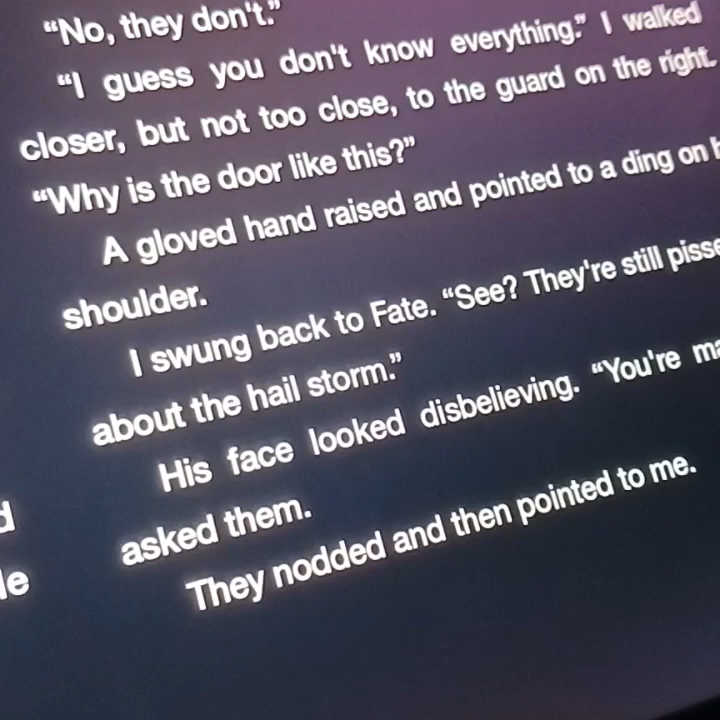 “No, they don't.”
“I guess you don't know everything.” I walked
closer, but not too close, to the guard on the right.
“Why is the door like this?”
A gloved hand raised and pointed to a ding on
shoulder.
I swung back to Fate. “See? They're still
about the hail storm.”
His face looked disbelieving. “You're
asked them.
They nodded and then pointed to me.